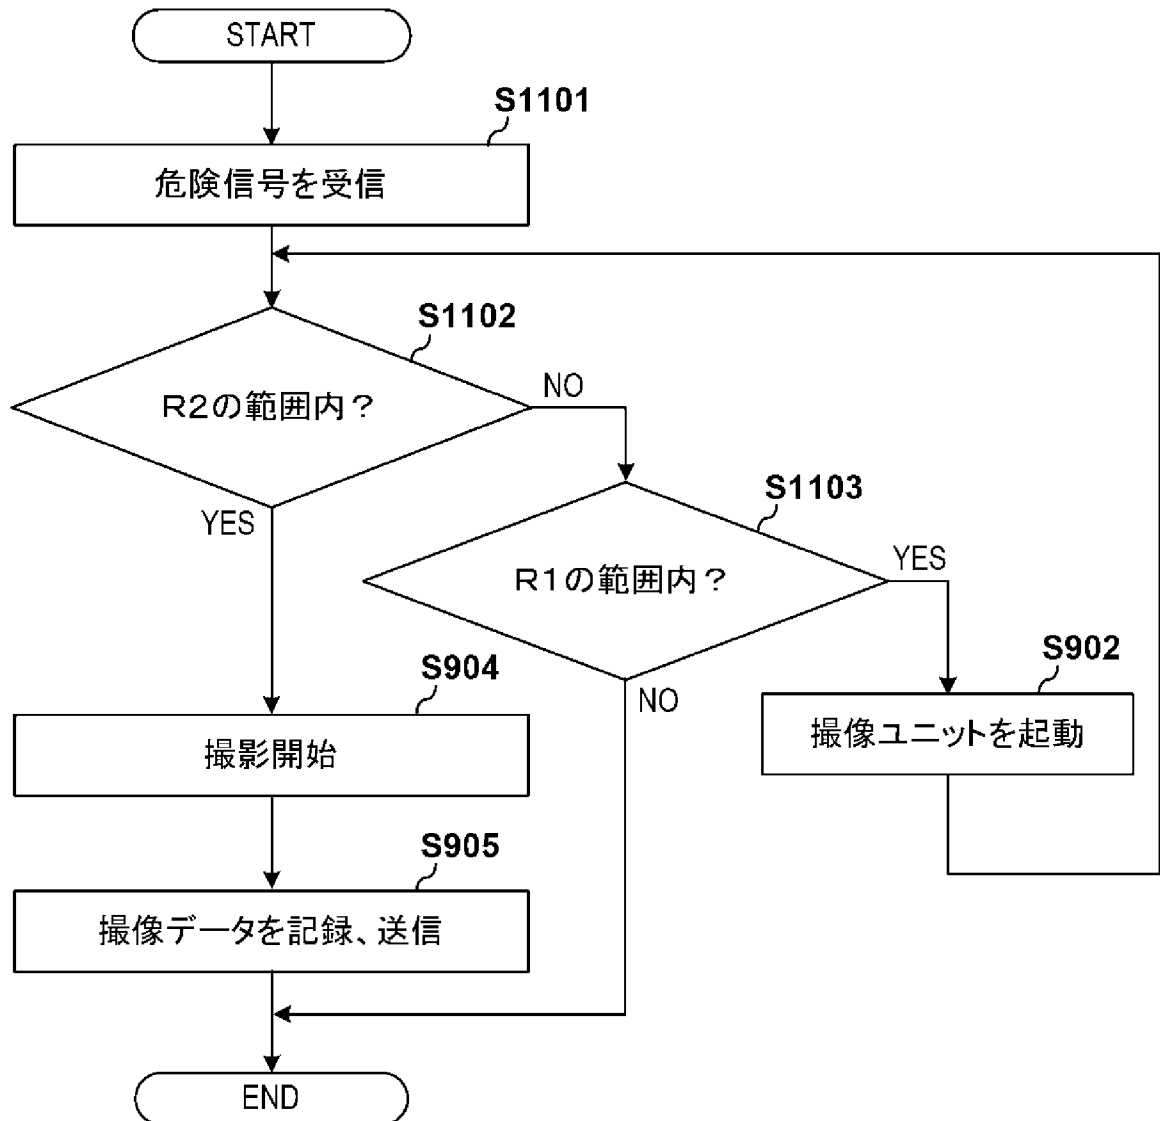 START
S1101
危険信号を受信
S1102
R2の範囲内?
NO
YES
S1103
R1の範囲内?
YES
NO
S902
撮像ユニットを起動
S904
撮影開始
S905
撮像データを記録、送信
END